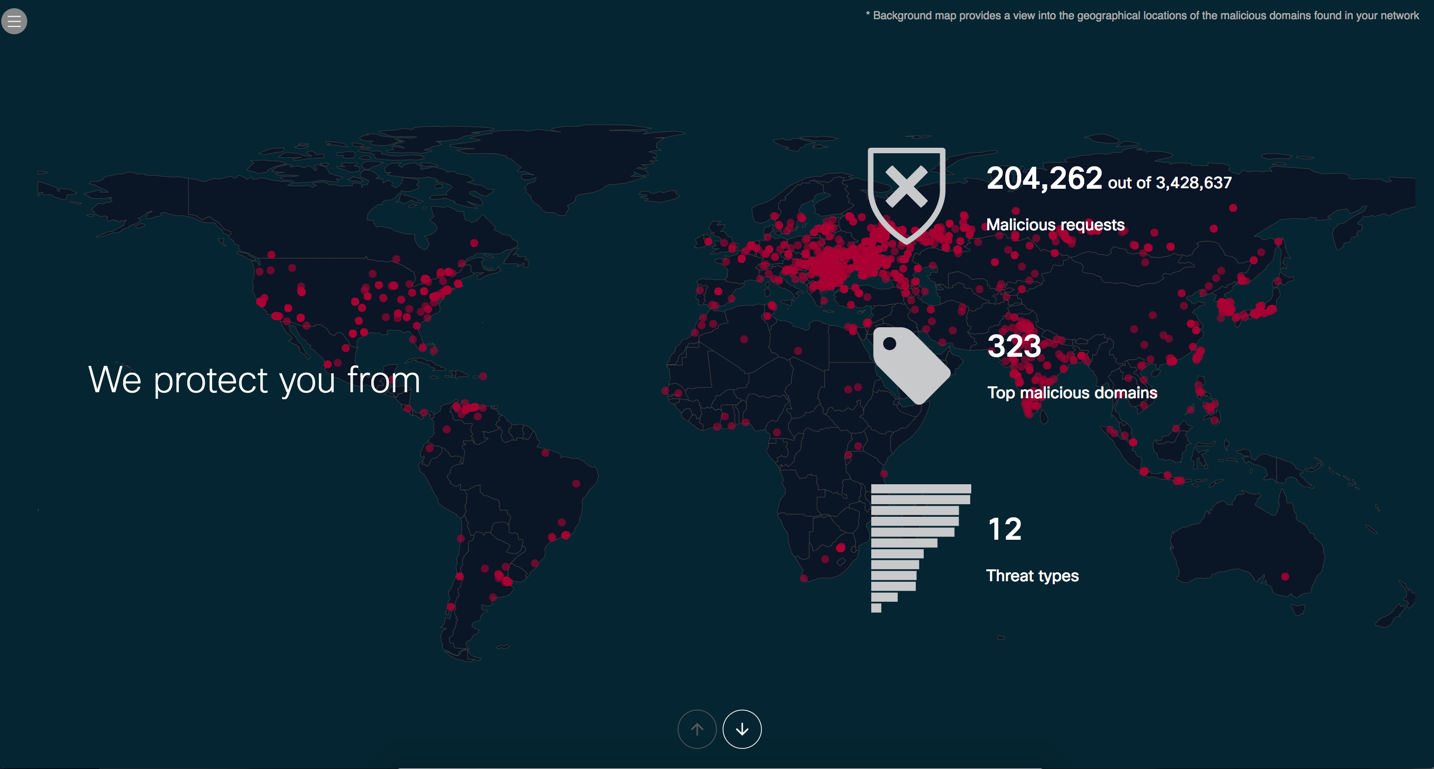 * Background map provides a view into the geographical locations of the malicious domains found in your network
We protect you from
204,262 out of 3,428,637
Malicious requests
323
Top malicious domains
12
Threat types